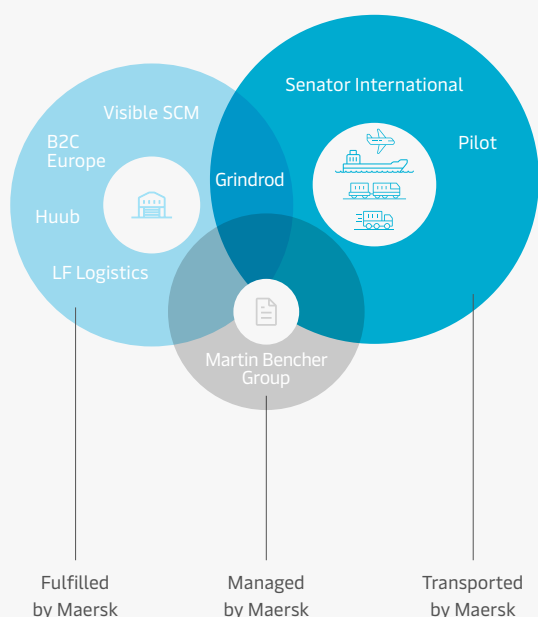 Senator International
Visible SCM
B2C
Europe
Pilot
Grindrod
Huub
LF Logistics
Martin Bencher
Group
Fulfilled
by Maersk
Managed
by Maersk
Transported
by Maersk